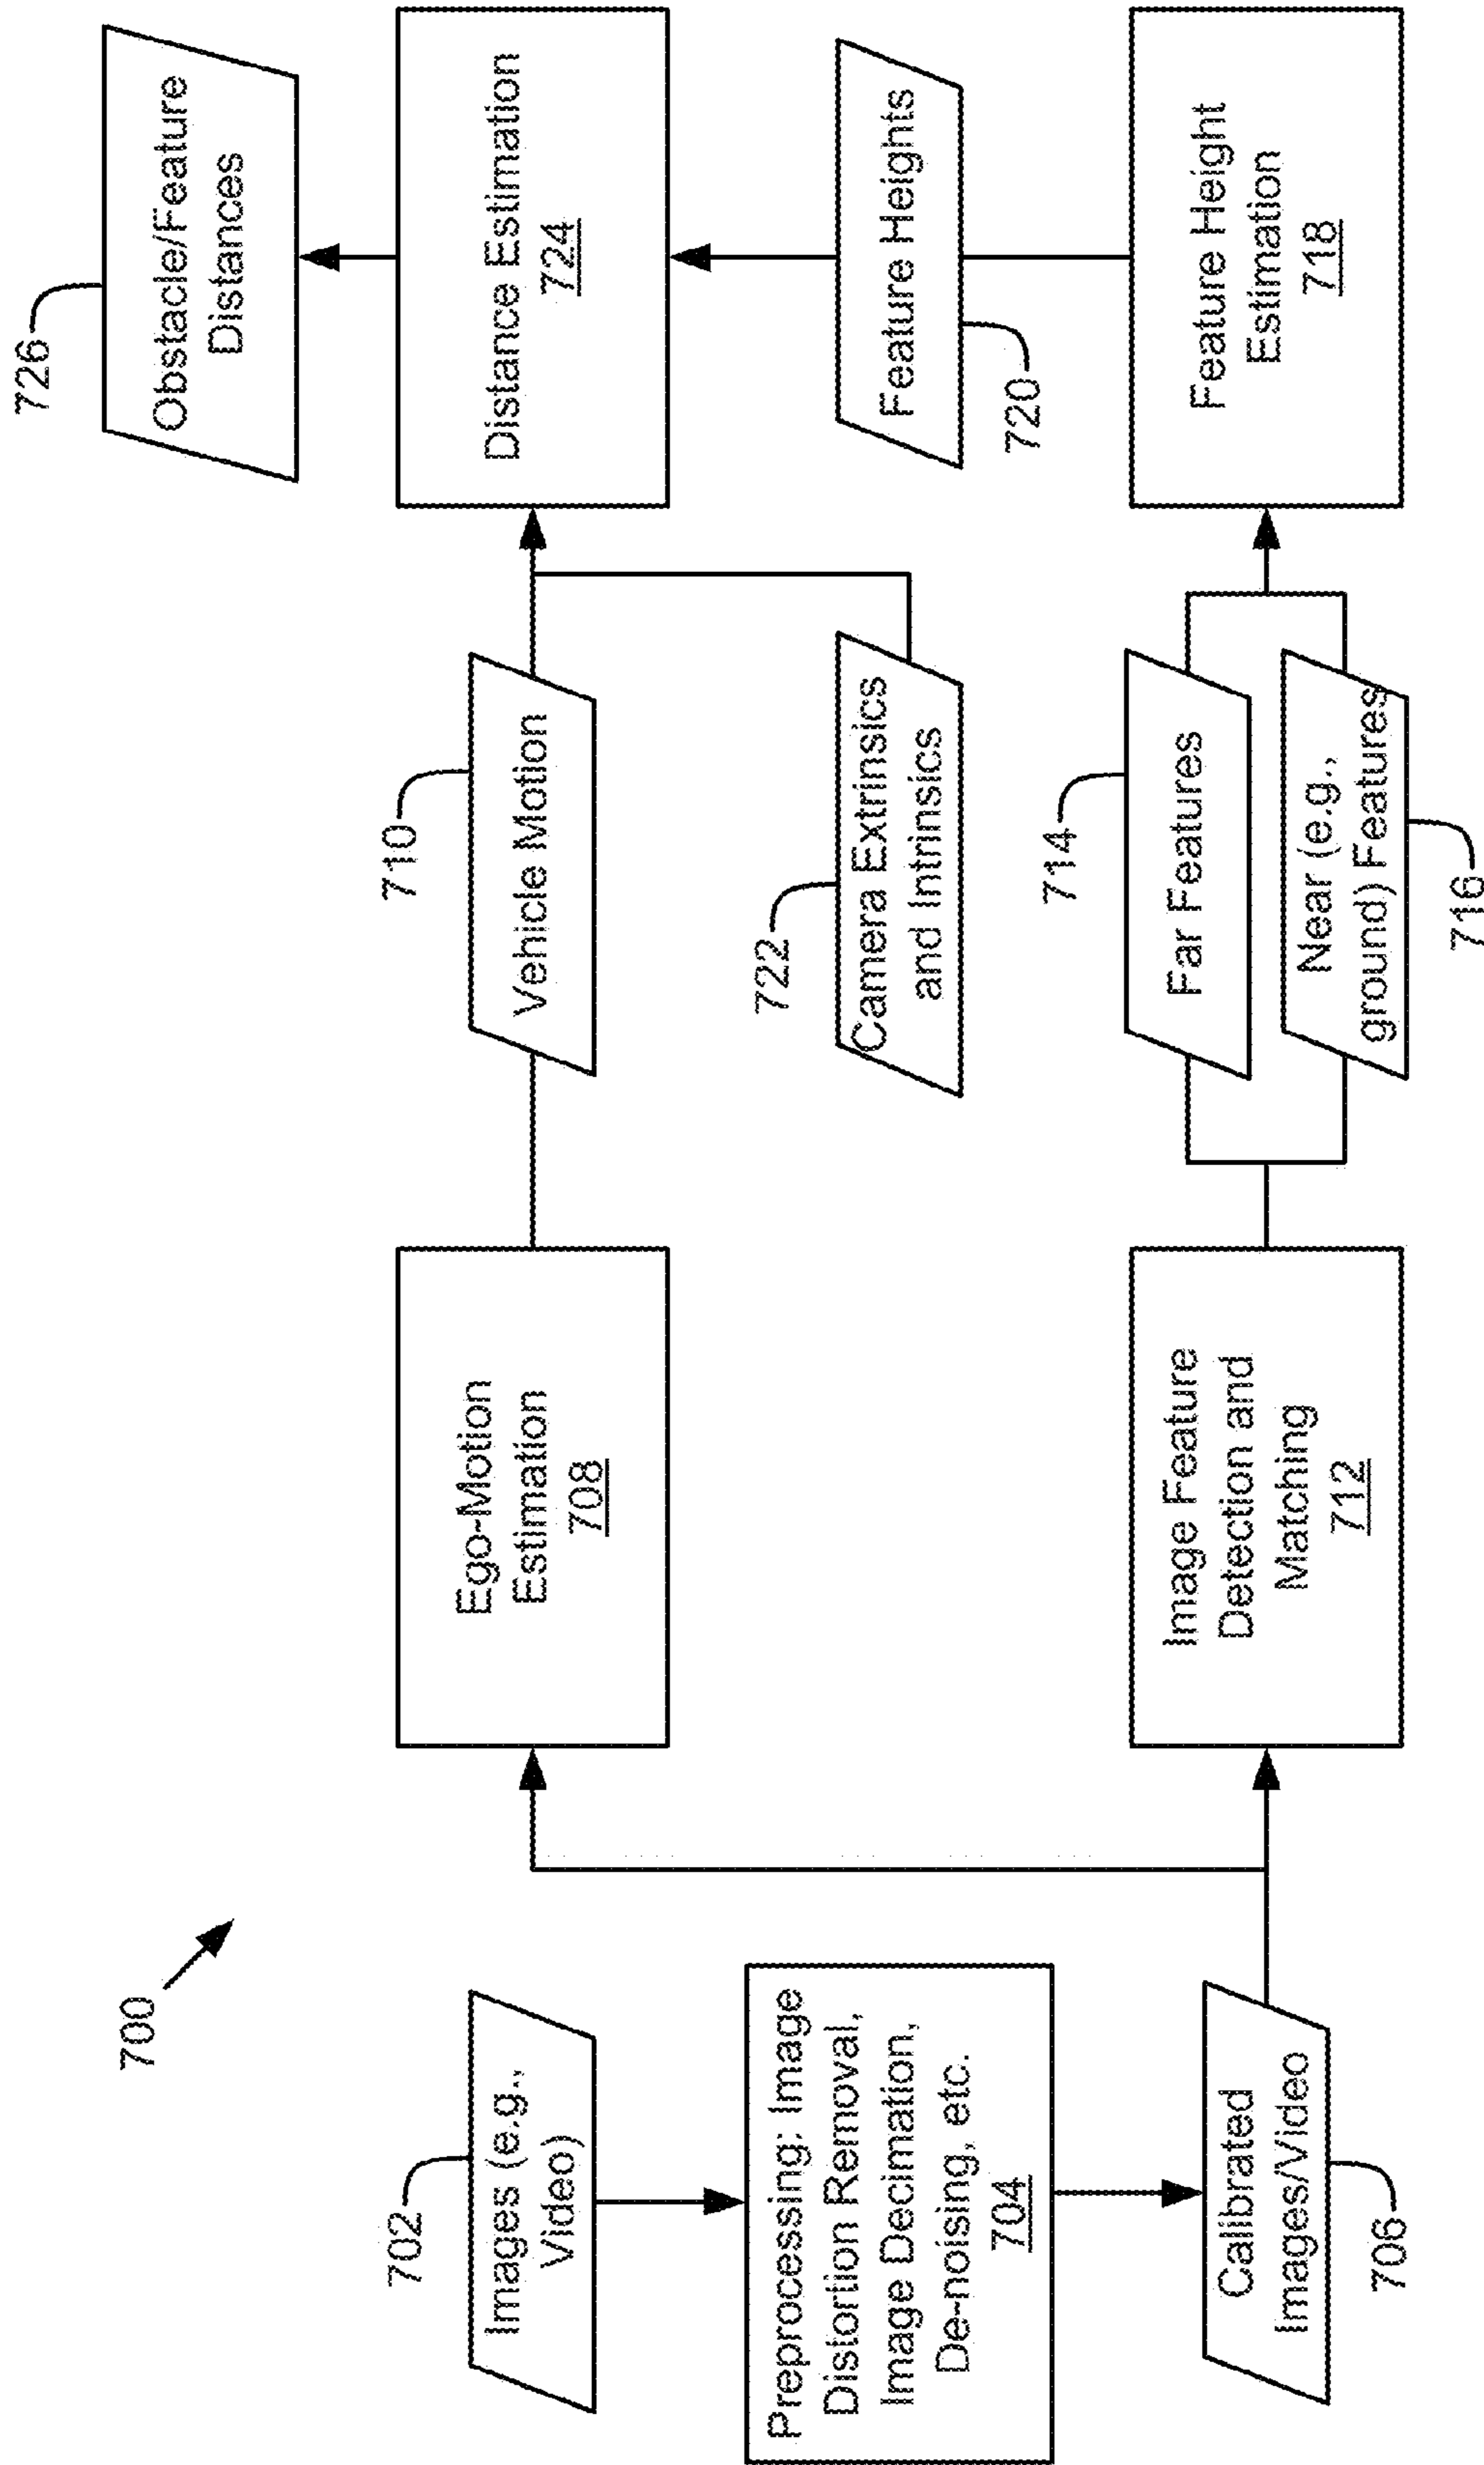 700
702
Images (e.g.,
Video)
Preprocessing: Image
Distortion Removal,
Image Decimation,
De-noising, etc.
704
Calibrated
Images/Video
706
Ego-Motion
Estimation
708
Image Feature
Detection and
Matching
712
710
Vehicle Motion
722
Camera Extrinsics
and Intrinsics
714
Far Features
Near (e.g.,
ground) Features
716
726
Obstacle/Feature
Distances
Distance Estimation
724
Feature Heights
720
Feature Height
Estimation
718